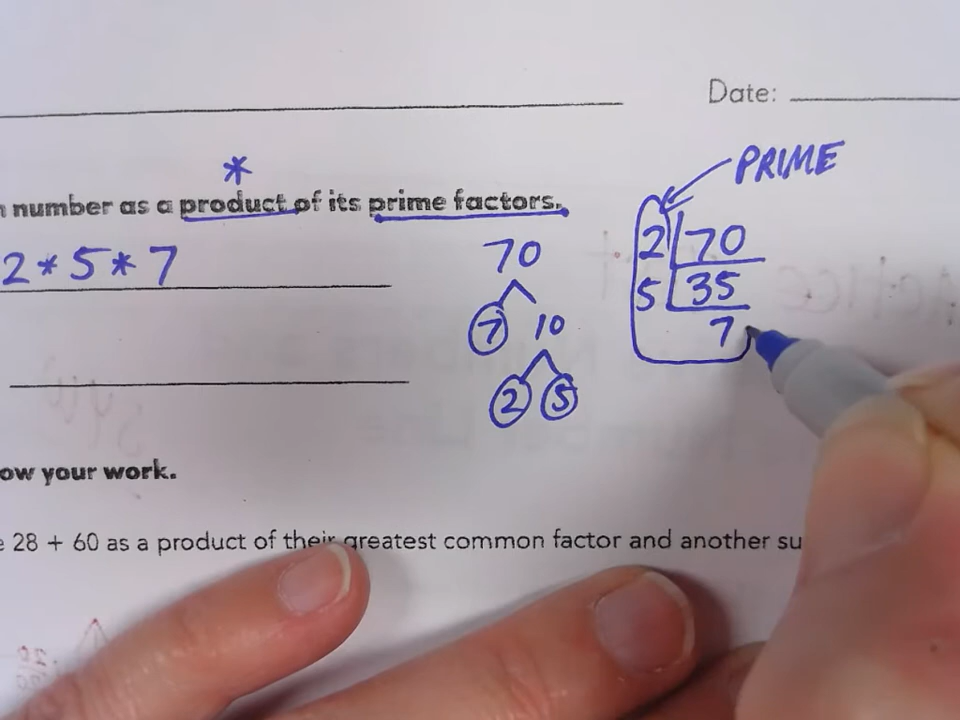 Date:
PRIME
*
number as a product of its prime factors.
2 * 5 * 7
70
7 10
2 5
2 70
5 35
7
ow your work.
28 + 60 as a product of their greatest common factor and another su